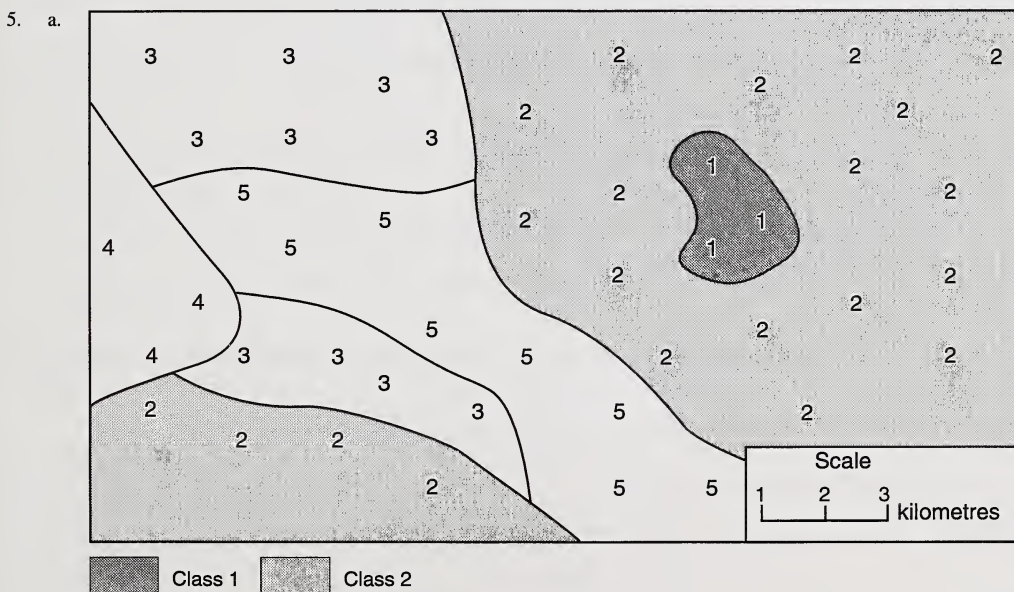 5. a.
3 3 2 2 2
3 2
2 2
3 3 3
1 2
5 2 2
5 2 1
4 5 1
2 2
4 2
5 2
4 3 3 5 2 2
3
2 3 5 2
2 2
2 5 5
Scale
1 2 3
kilometres
Class 1 Class 2